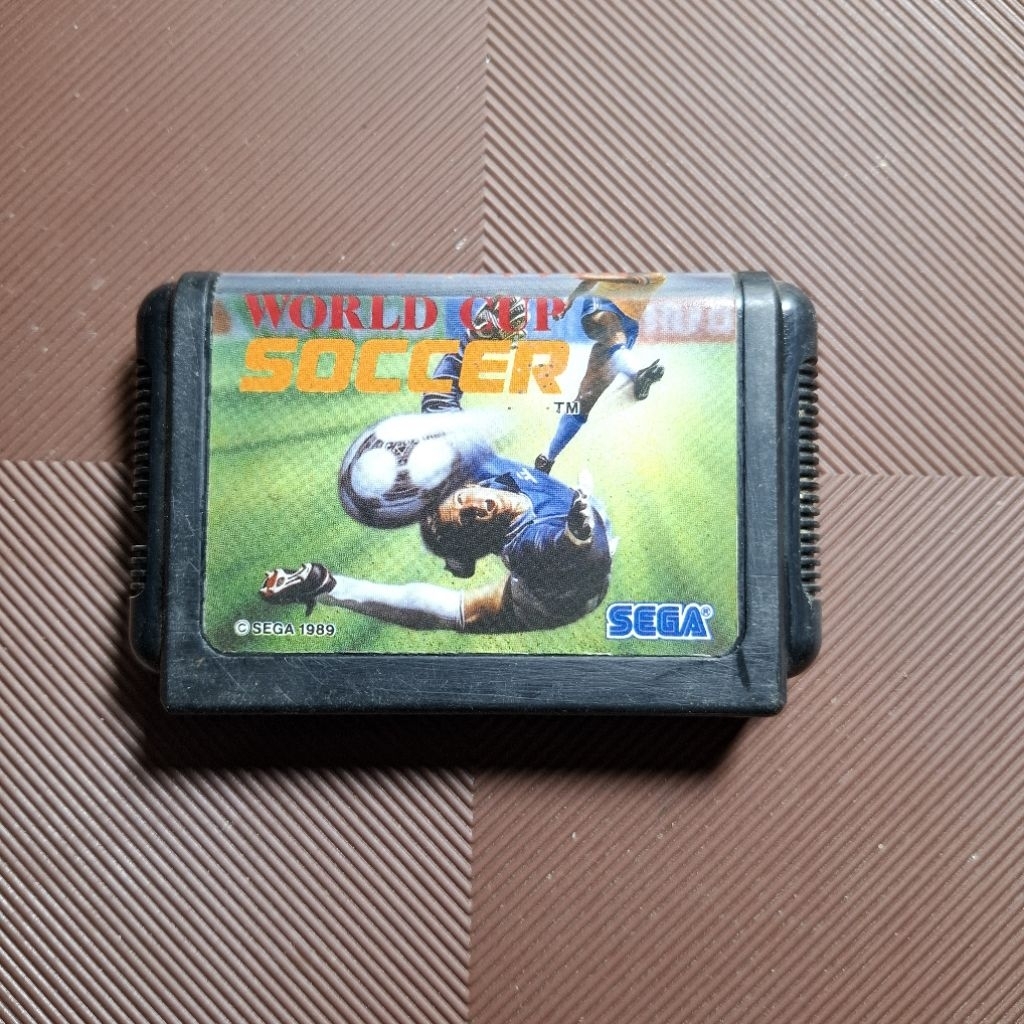 WORLD CUP
SOCCER
TM
© SEGA 1989
SEGA®